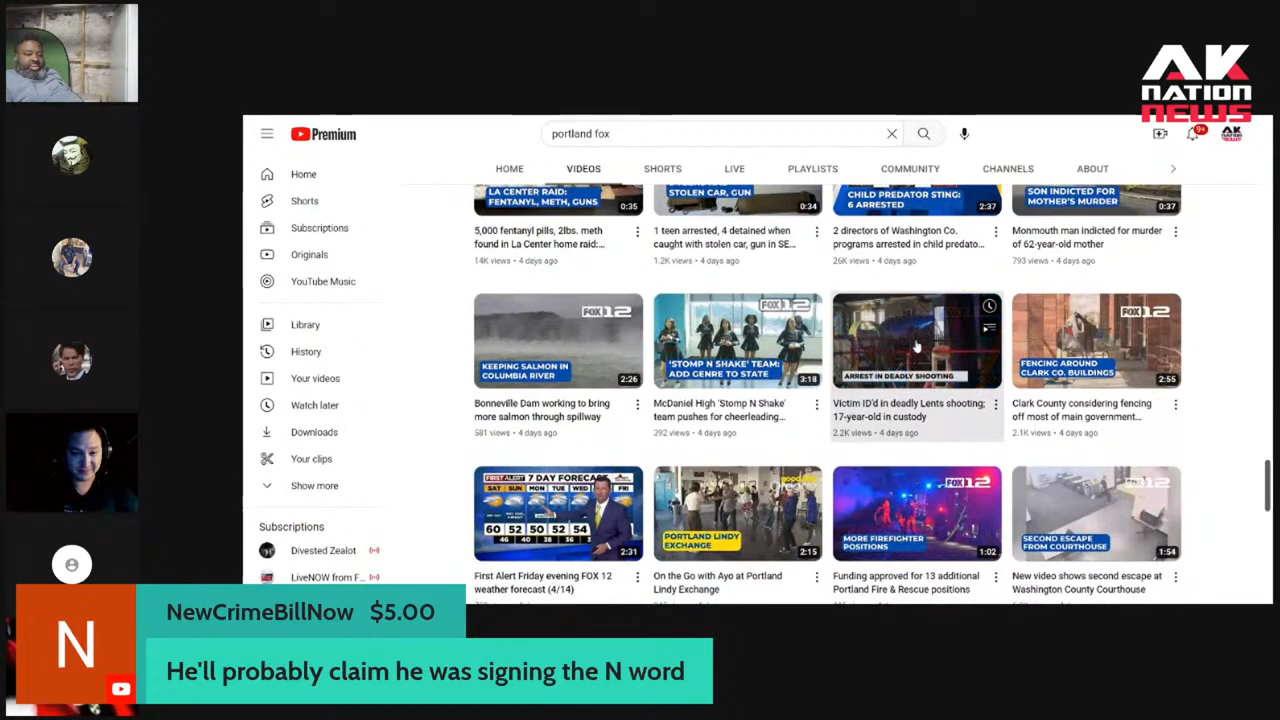 AK
NATION
NEWS
Premium
portland fox
9+
HOME
VIDEOS
SHORTS
LIVE
PLAYLISTS
COMMUNITY
CHANNELS
ABOUT
Home
Shorts
Subscriptions
Originals
YouTube Music
Library
History
Your videos
Watch later
Downloads
Your clips
Show more
Subscriptions
Divested Zealot
LiveNOW from F...
LA CENTER RAID:
FENTANYL, METH, GUNS
0:35
5,000 fentanyl pills, 2lbs. meth
found in La Center home raid:...
14K views • 4 days ago
STOLEN CAR, GUN
0:34
1 teen arrested, 4 detained when
caught with stolen car, gun in SE...
1.2K views • 4 days ago
CHILD PREDATOR STING:
6 ARRESTED
2:37
2 directors of Washington Co.
programs arrested in child predato...
26K views • 4 days ago
SON INDICTED FOR
MOTHER'S MURDER
0:37
Monmouth man indicted for murder
of 62-year-old mother
793 views • 4 days ago
FOX 12
KEEPING SALMON IN
COLUMBIA RIVER
2:26
Bonneville Dam working to bring
more salmon through spillway
581 views • 4 days ago
FOX 12
'STOMP N SHAKE' TEAM:
ADD GENRE TO STATE
3:18
McDaniel High 'Stomp N Shake'
team pushes for cheerleading...
392 views • 4 days ago
ARREST IN DEADLY SHOOTING
Victim ID'd in deadly Lents shooting;
17-year-old in custody
2.2K views • 4 days ago
FOX 12
FENCING AROUND
CLARK CO. BUILDINGS
2:55
Clark County considering fencing
off most of main government...
2.1K views • 4 days ago
FIRST ALERT 7 DAY FORECAST
SAT SUN MON TUE WED FRI
60 52 50 52 54
46 40 38 36 38
2:31
First Alert Friday evening FOX 12
weather forecast (4/14)
PORTLAND LINDY
EXCHANGE
2:15
On the Go with Ayo at Portland
Lindy Exchange
FOX 12
MORE FIREFIGHTER
POSITIONS
1:02
Funding approved for 13 additional
Portland Fire & Rescue positions
FOX 12
SECOND ESCAPE
FROM COURTHOUSE
1:54
New video shows second escape at
Washington County Courthouse
N
NewCrimeBillNow $5.00
He'll probably claim he was signing the N word